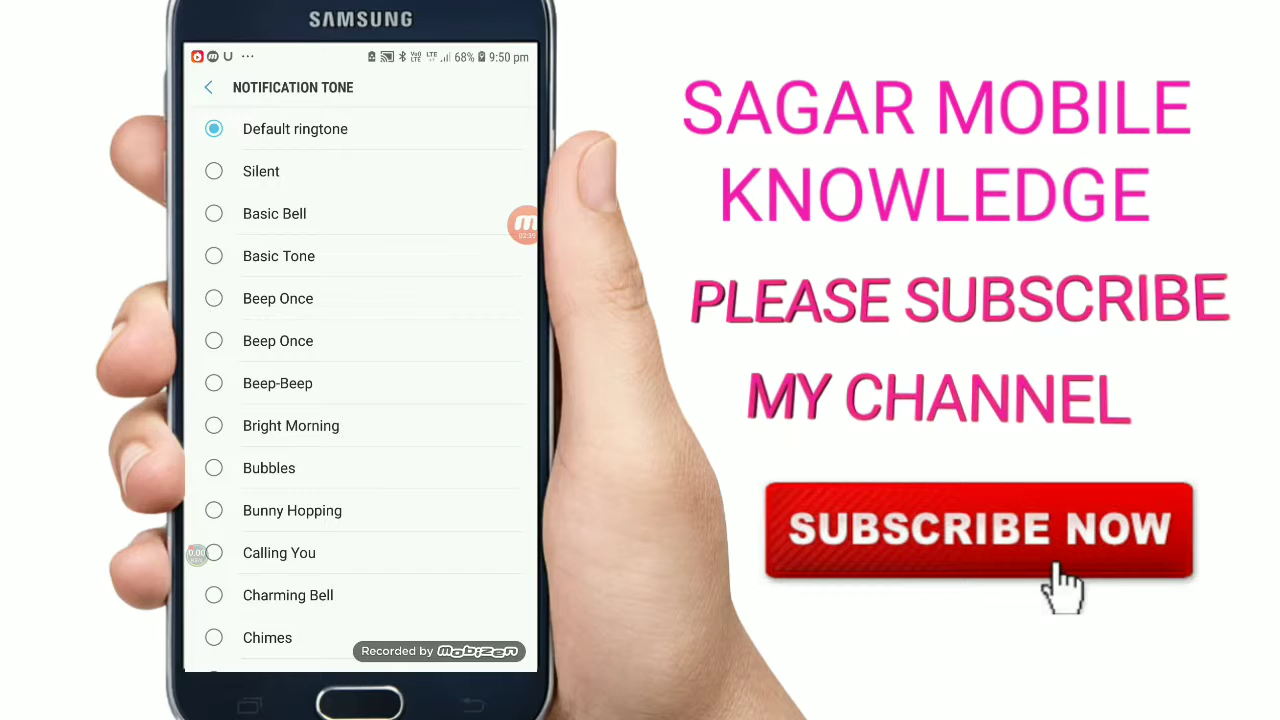 SAMSUNG
68% 9:50 pm
NOTIFICATION TONE
Default ringtone
Silent
Basic Bell
Basic Tone
Beep Once
Beep Once
Beep-Beep
Bright Morning
Bubbles
Bunny Hopping
Calling You
Charming Bell
Chimes
Recorded by mobizen
SAGAR MOBILE
KNOWLEDGE
PLEASE SUBSCRIBE
MY CHANNEL
SUBSCRIBE NOW